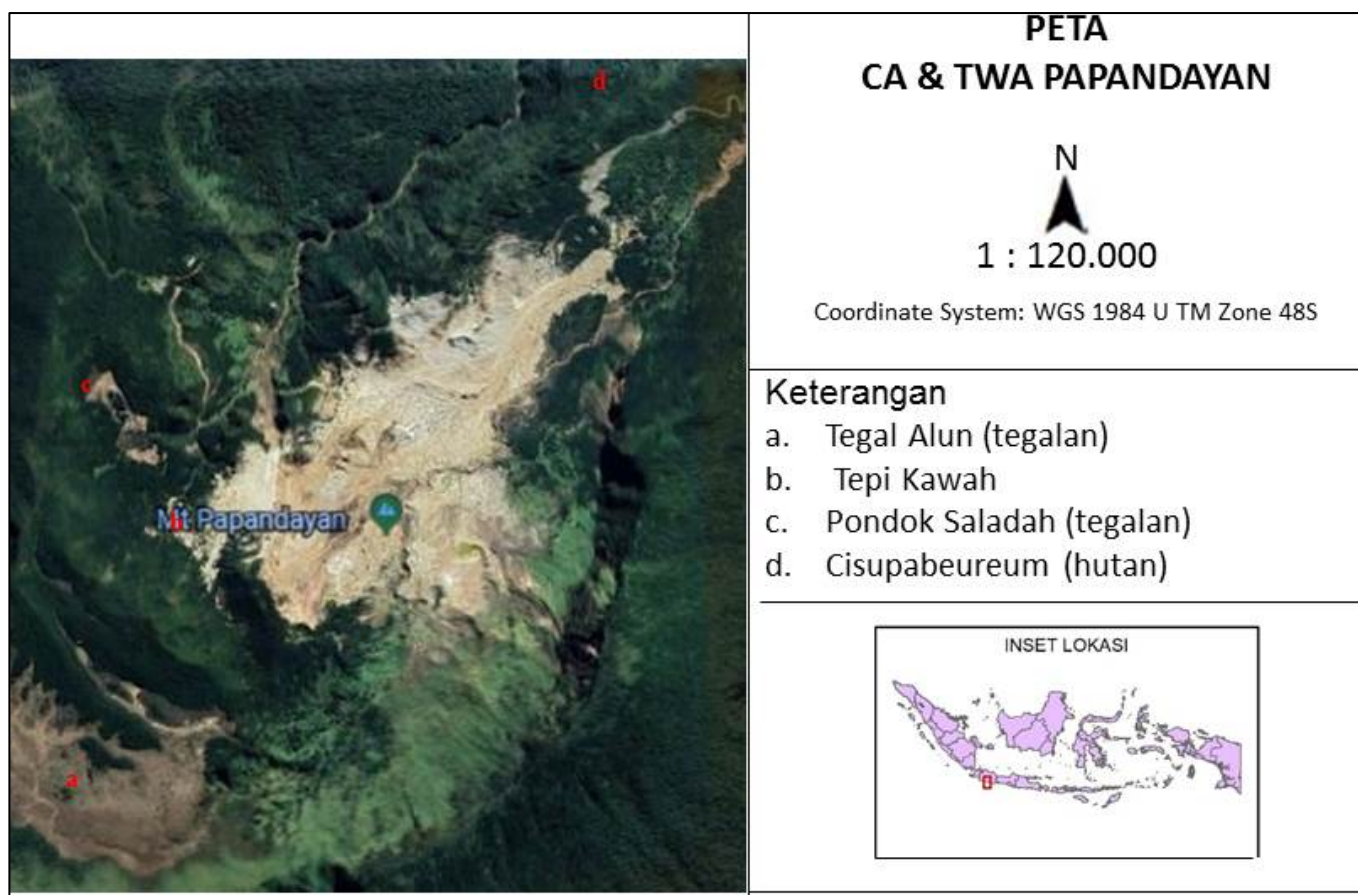 d
c
b
Mt Papandayan
a
PETA
CA & TWA PAPANDAYAN
N
1 : 120.000
Coordinate System: WGS 1984 U TM Zone 48S
Keterangan
a. Tegal Alun (tegalan)
b. Tepi Kawah
c. Pondok Saladah (tegalan)
d. Cisupabeureum (hutan)
INSET LOKASI